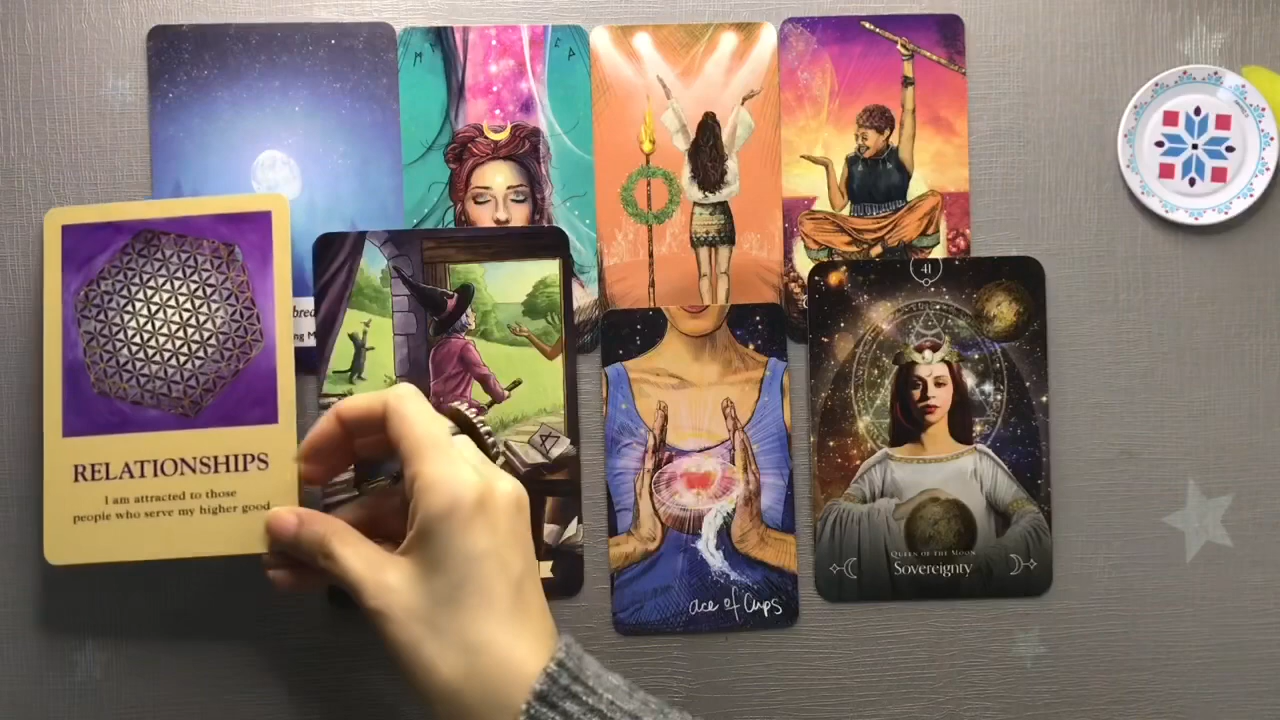 RELATIONSHIPS
I am attracted to those
people who serve my higher good
ace of Cups
41
QUEEN OF THE MOON
Sovereignty